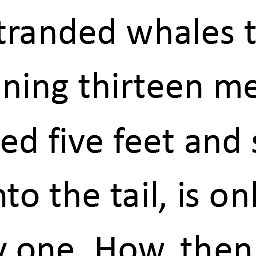 tranded whales t
ning thirteen me
ed five feet and s
nto the tail, is onl
y one. How, then